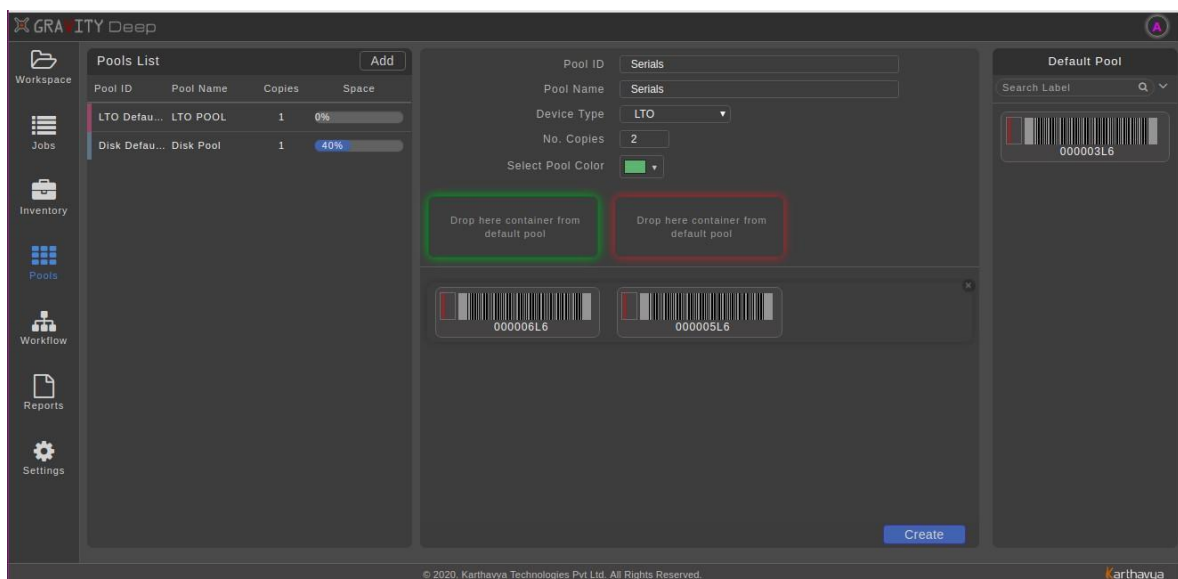 GRAVITY Deep
A
Workspace
Jobs
Inventory
Pools
Workflow
Reports
Settings
Pools List
Add
Pool ID Pool Name Copies Space
LTO Defau... LTO POOL 1 0%
Disk Defau... Disk Pool 1 40%
Pool ID Serials
Pool Name Serials
Device Type LTO
No. Copies 2
Select Pool Color
Drop here container from
default pool
Drop here container from
default pool
000006L6
000005L6
Create
Default Pool
Search Label
000003L6
© 2020. Karthavya Technologies Pvt Ltd. All Rights Reserved.
Karthavya